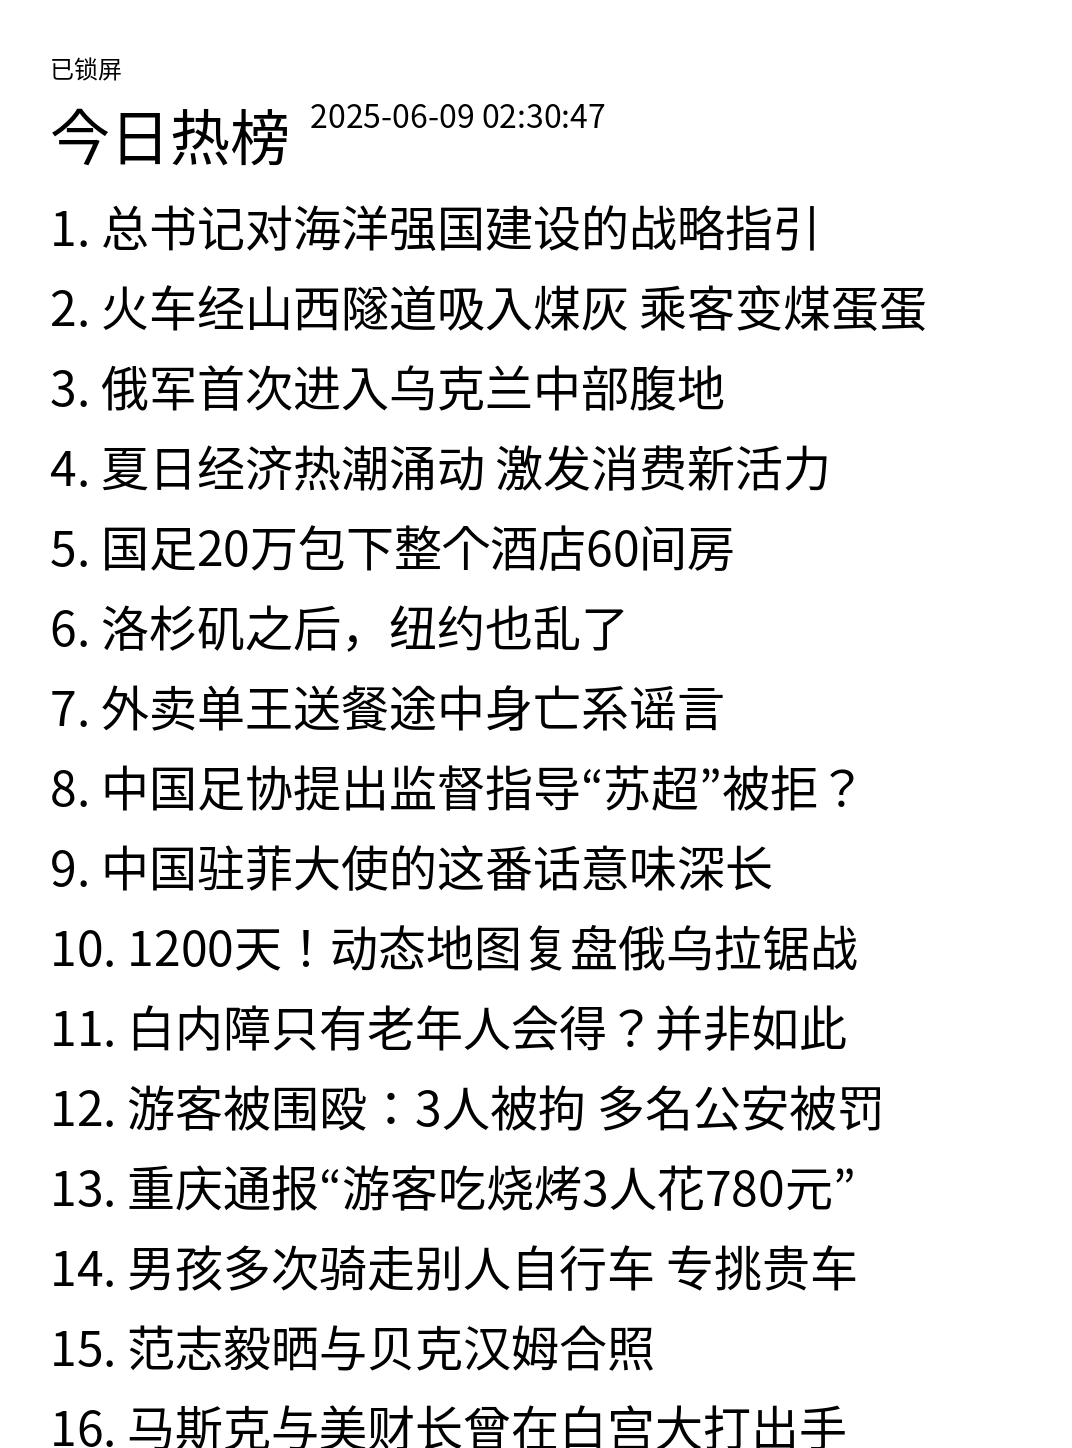 已锁屏
今日热榜 2025-06-09 02:30:47
1. 总书记对海洋强国建设的战略指引
2. 火车经山西隧道吸入煤灰 乘客变煤蛋蛋
3. 俄军首次进入乌克兰中部腹地
4. 夏日经济热潮涌动 激发消费新活力
5. 国足20万包下整个酒店60间房
6. 洛杉矶之后，纽约也乱了
7. 外卖单王送餐途中身亡系谣言
8. 中国足协提出监督指导“苏超”被拒？
9. 中国驻菲大使的这番话意味深长
10. 1200天！动态地图复盘俄乌拉锯战
11. 白内障只有老年人会得？并非如此
12. 游客被围殴：3人被拘 多名公安被罚
13. 重庆通报“游客吃烧烤3人花780元”
14. 男孩多次骑走别人自行车 专挑贵车
15. 范志毅晒与贝克汉姆合照
16. 马斯克与美财长曾在白宫大打出手